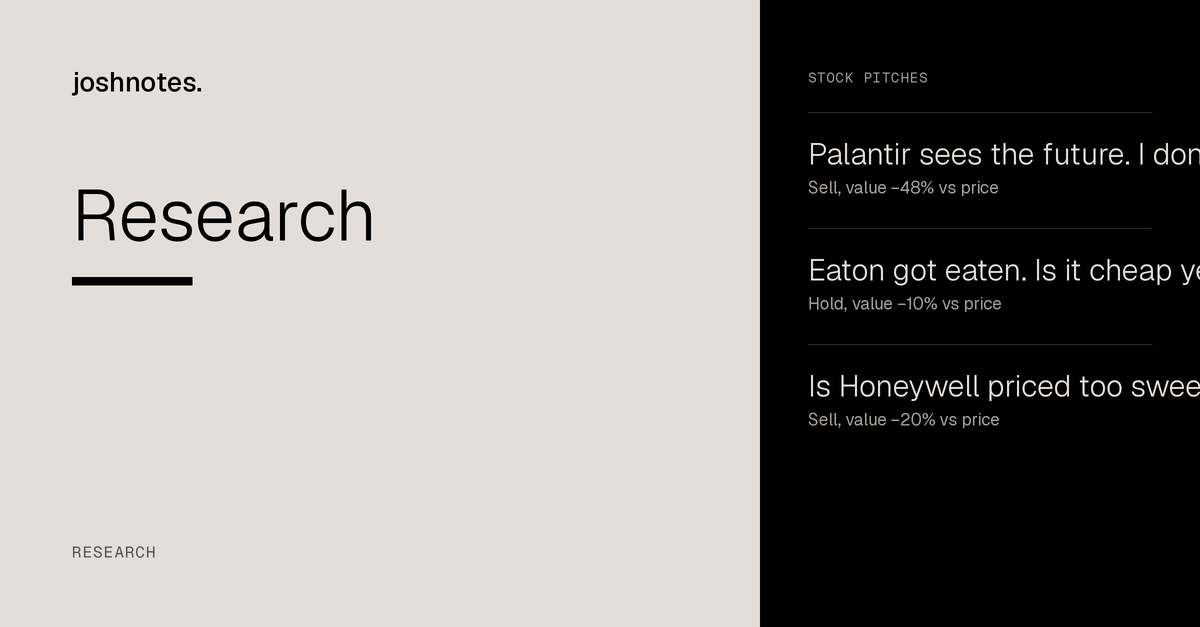 joshnotes.
Research
RESEARCH
STOCK PITCHES
Palantir sees the future. I don
Sell, value −48% vs price
Eaton got eaten. Is it cheap ye
Hold, value −10% vs price
Is Honeywell priced too swee
Sell, value −20% vs price